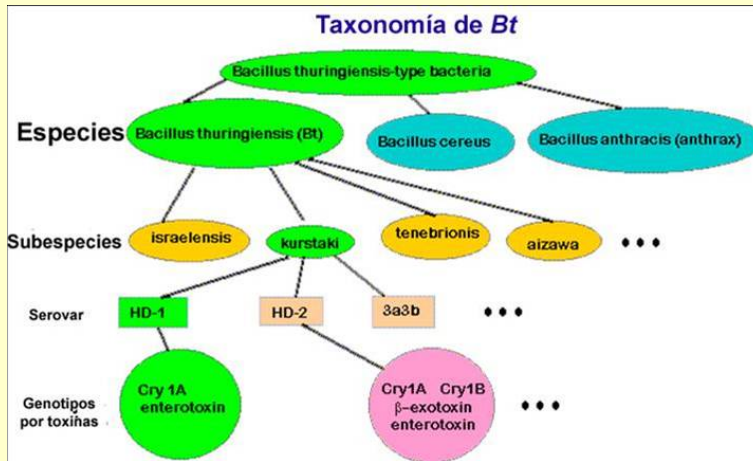 Taxonomía de Bt
Bacillus thuringiensis-type bacteria
Especies
Bacillus thuringiensis (Bt)
Bacillus cereus
Bacillus anthracis (anthrax)
Subespecies
israelensis
kurstaki
tenebrionis
aizawa
Serovar
HD-1
HD-2
3a3b
Genotipos
por toxiñas
Cry 1A
enterotoxin
Cry1A Cry1B
β-exotoxin
enterotoxin